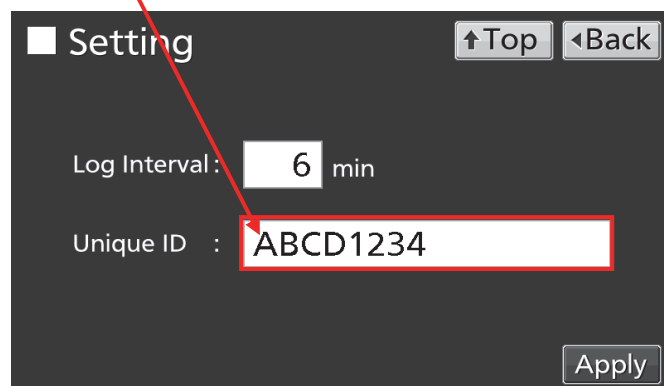 Setting
Top
Back
Log Interval : 6 min
Unique ID : ABCD1234
Apply